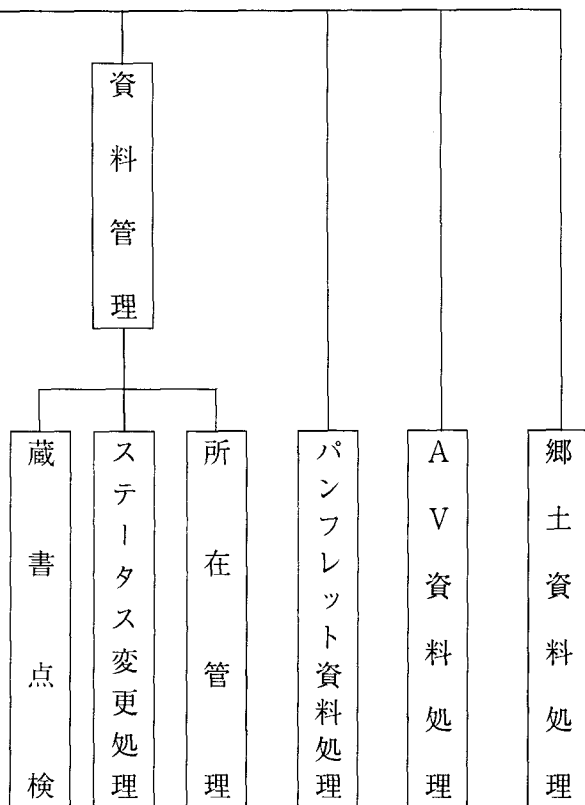 資料管理
蔵書点検
ステータス変更処理
所在管理
パンフレット資料処理
AV資料処理
郷土資料処理